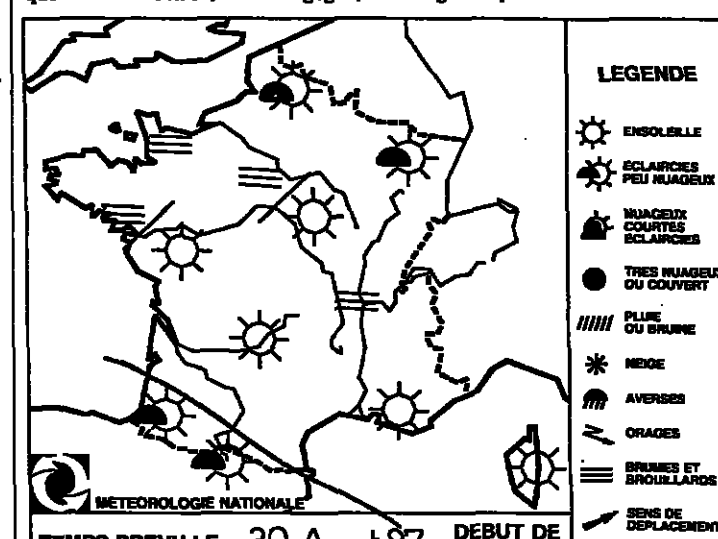 LEGENDE
ENSOLEILLE
ECLAIRCIES
PEU NUAGEUX
NUAGEUX
COURTES
ECLAIRCIES
TRES NUAGEUX
OU COUVERT
PLUIE
OU BRUINE
NEIGE
AVERSES
ORAGES
BRUMES ET
BROUILLARDS
SENS DE
DEPLACEMENT
METEOROLOGIE NATIONALE
DEBUT DE